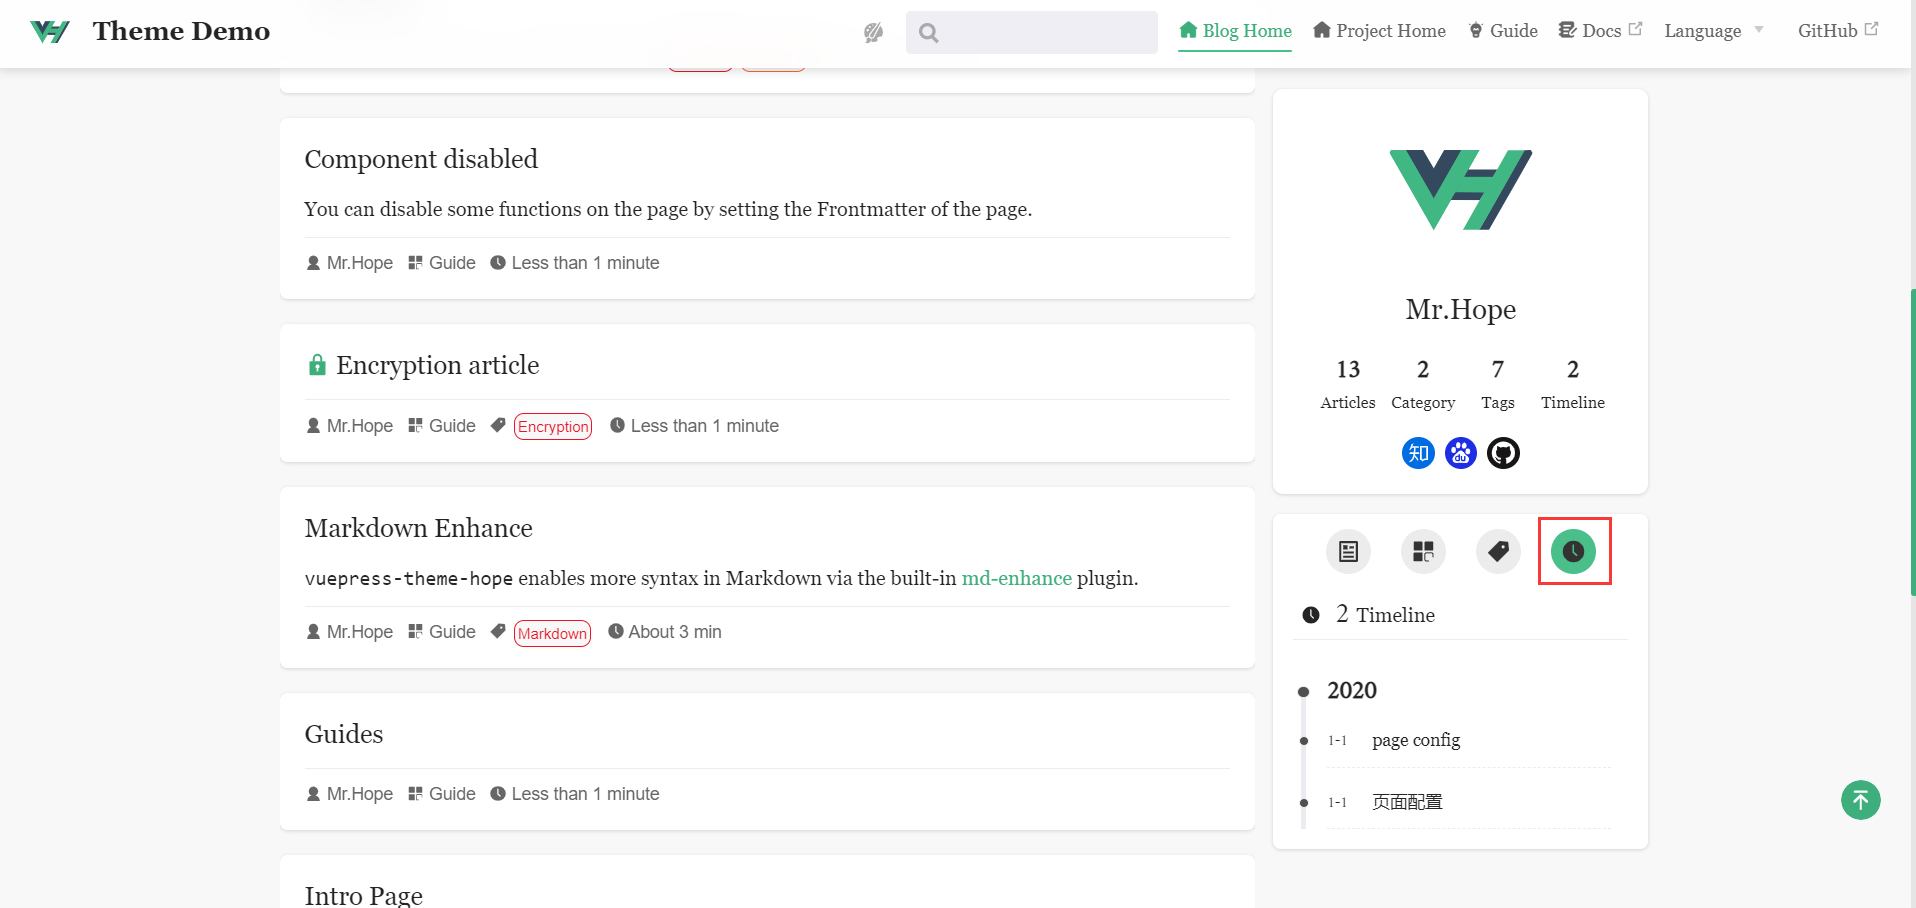 Theme Demo
Blog Home
Project Home
Guide
Docs
Language
GitHub
Component disabled
You can disable some functions on the page by setting the Frontmatter of the page.
Mr.Hope Guide Less than 1 minute
Encryption article
Mr.Hope Guide Encryption Less than 1 minute
Markdown Enhance
vuepress-theme-hope enables more syntax in Markdown via the built-in md-enhance plugin.
Mr.Hope Guide Markdown About 3 min
Guides
Mr.Hope Guide Less than 1 minute
Intro Page
Mr.Hope
13 2 7 2
Articles Category Tags Timeline
知 du
2 Timeline
2020
1-1 page config
1-1 页面配置